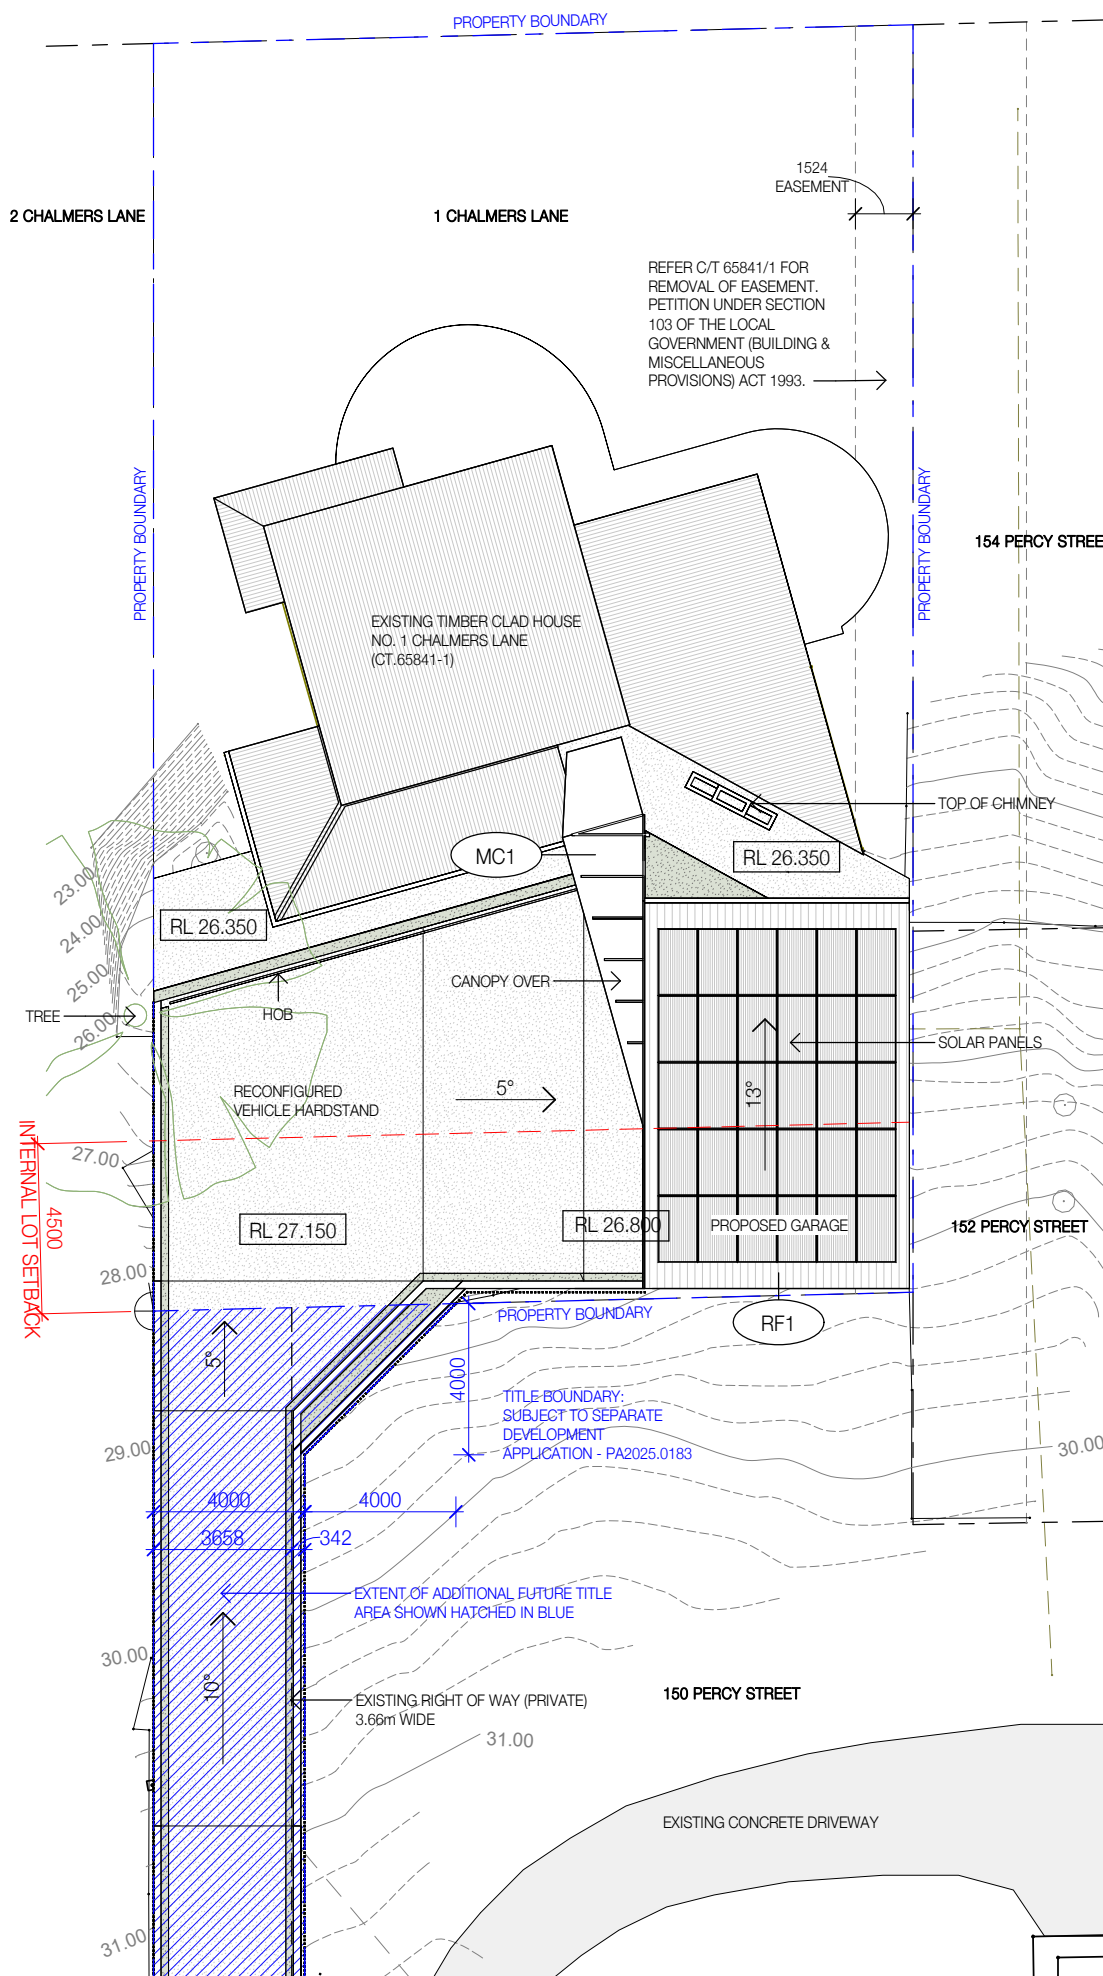 PROPERTY BOUNDARY
1524
EASEMENT
2 CHALMERS LANE
1 CHALMERS LANE
REFER C/T 65841/1 FOR
REMOVAL OF EASEMENT.
PETITION UNDER SECTION
103 OF THE LOCAL
GOVERNMENT (BUILDING &
MISCELLANEOUS
PROVISIONS) ACT 1993.
PROPERTY BOUNDARY
PROPERTY BOUNDARY
154 PERCY STREE
EXISTING TIMBER CLAD HOUSE
NO. 1 CHALMERS LANE
(CT.65841-1)
TOP OF CHIMNEY
MC1
RL 26.350
23.00
RL 26.350
24.00
25.00
CANOPY OVER
TREE
26.00
HOB
SOLAR PANELS
RECONFIGURED
VEHICLE HARDSTAND
5°
13°
INTERNAL LOT SETBACK
4500
27.00
RL 27.150
RL 26.800
PROPOSED GARAGE
152 PERCY STREET
28.00
PROPERTY BOUNDARY
RF1
5°
4000
TITLE BOUNDARY:
SUBJECT TO SEPARATE
DEVELOPMENT
APPLICATION - PA2025.0183
29.00
30.00
4000
4000
3658
342
EXTENT OF ADDITIONAL FUTURE TITLE
AREA SHOWN HATCHED IN BLUE
30.00
10°
EXISTING RIGHT OF WAY (PRIVATE)
3.66m WIDE
150 PERCY STREET
31.00
EXISTING CONCRETE DRIVEWAY
31.00